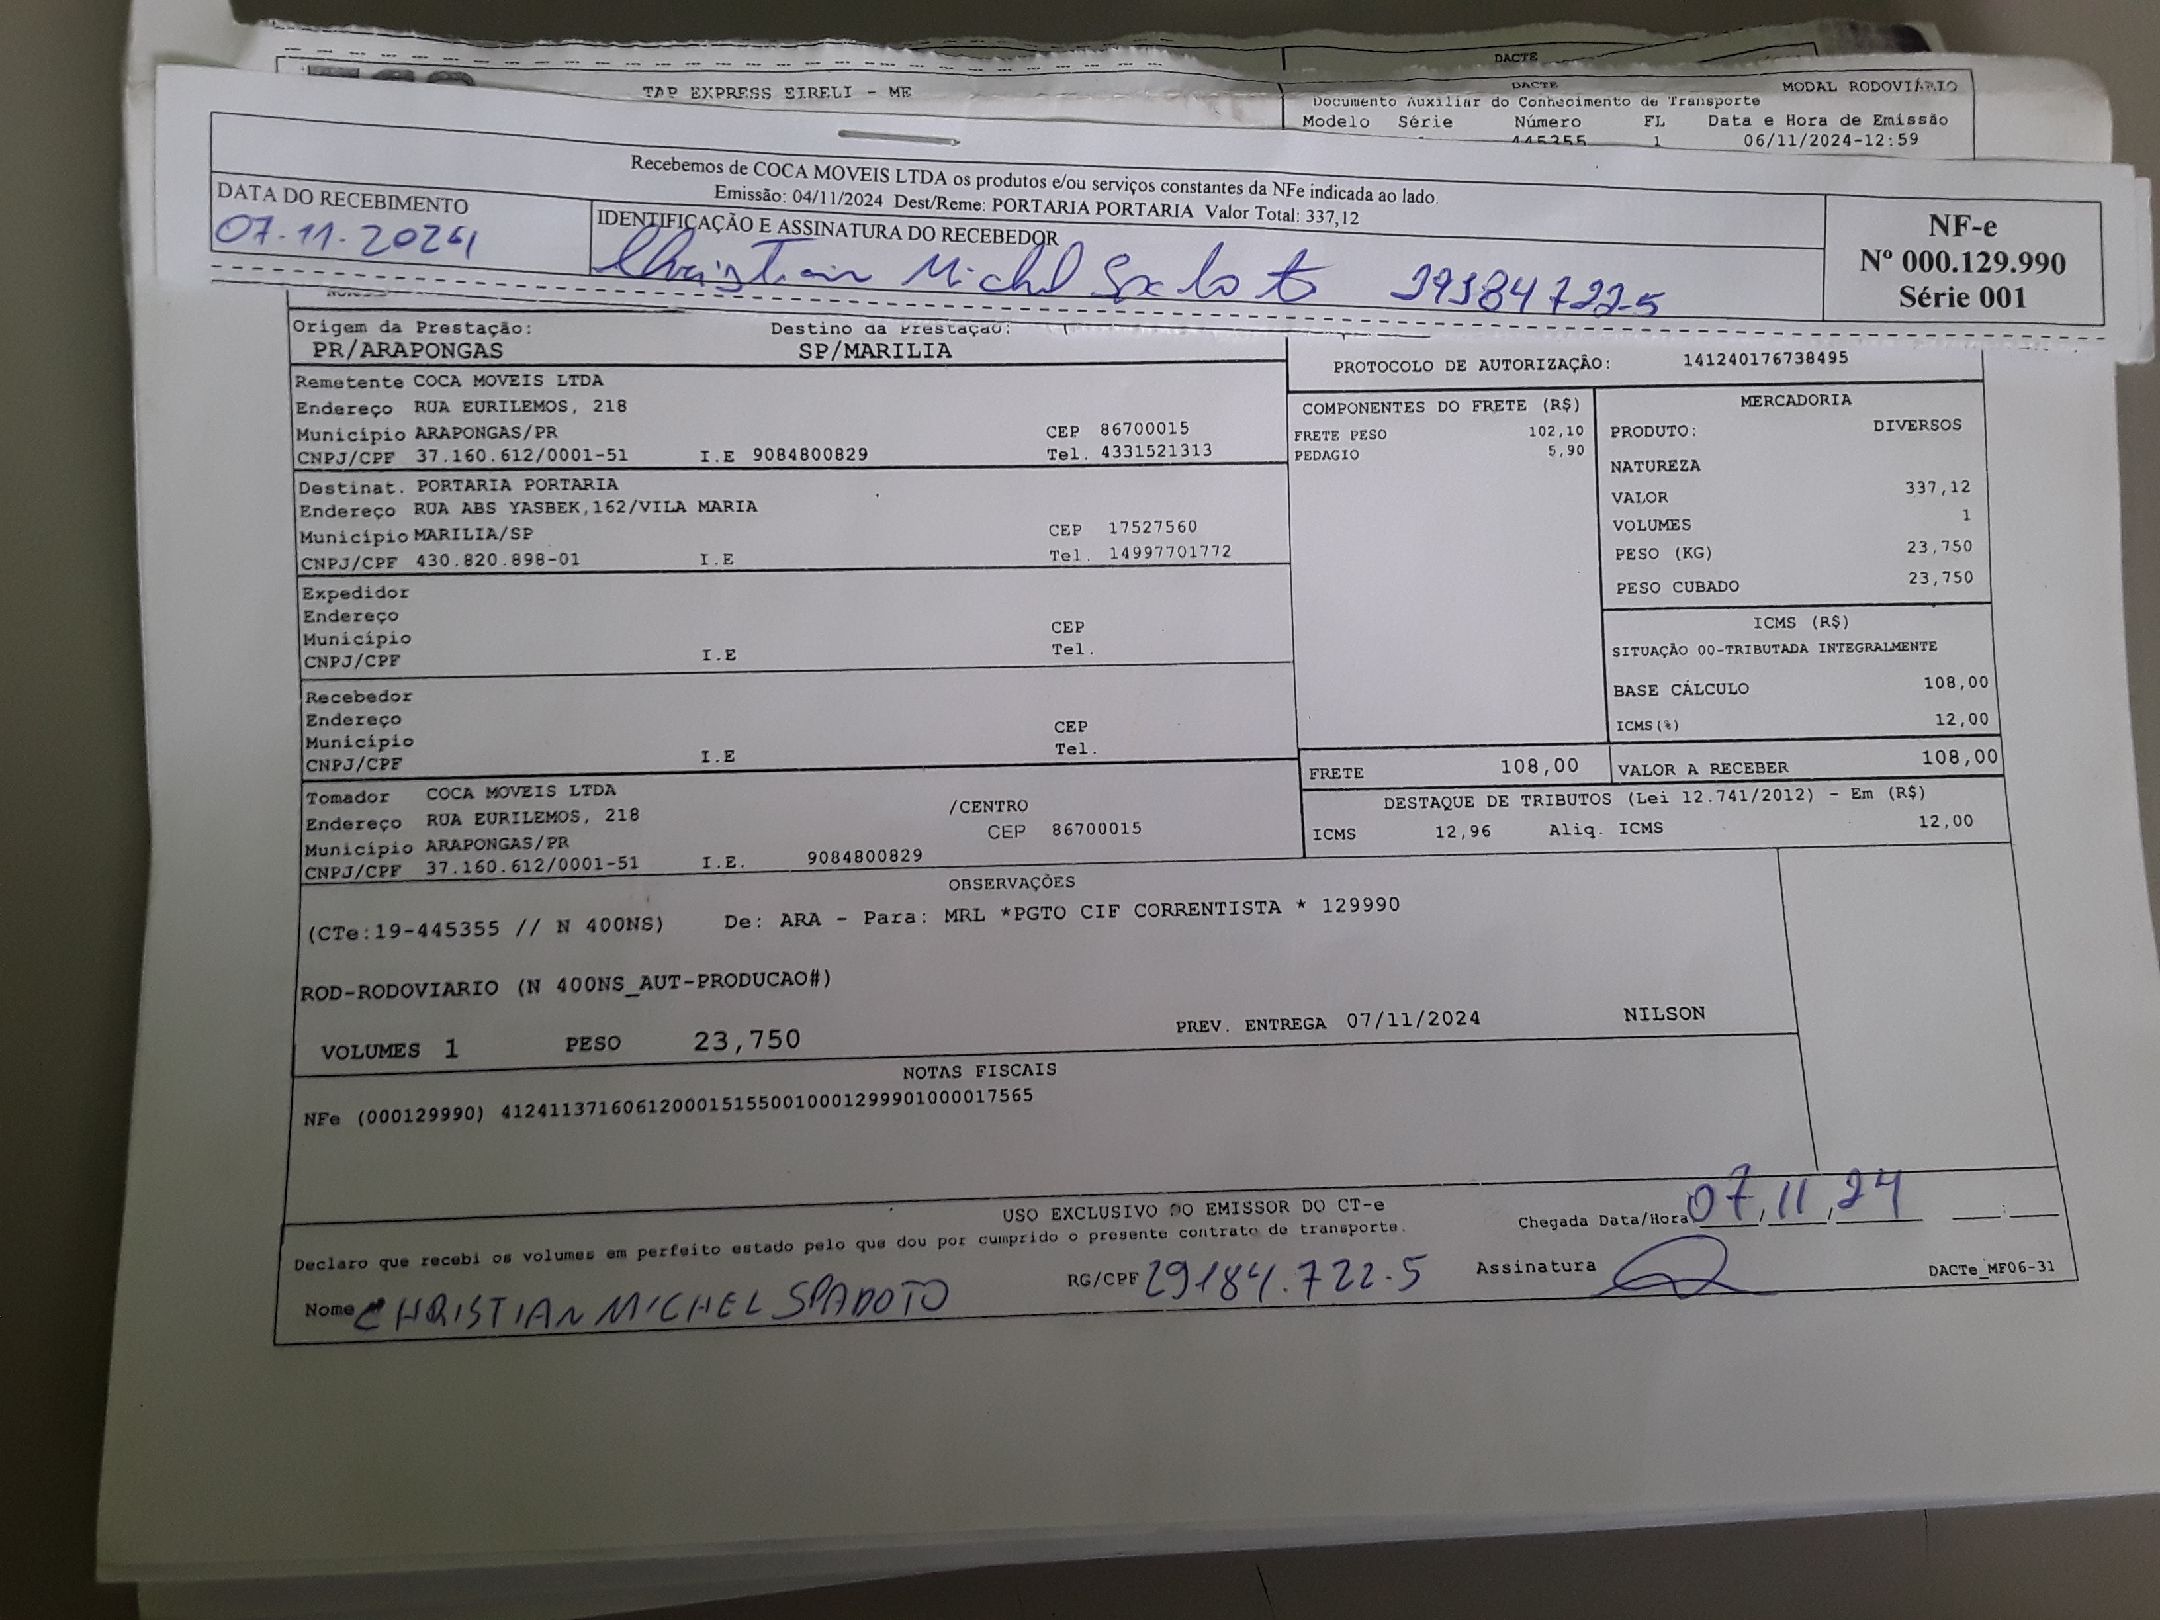 DACTE
TAP EXPRESS EIRELI - ME
DACTE MODAL RODOVIÁRIO
Documento Auxiliar do Conhecimento de Transporte
Modelo Série Número FL Data e Hora de Emissão
445355 1 06/11/2024-12:59
Recebemos de COCA MOVEIS LTDA os produtos e/ou serviços constantes da NFe indicada ao lado.
Emissão: 04/11/2024 Dest/Reme: PORTARIA PORTARIA Valor Total: 337,12
DATA DO RECEBIMENTO
07.11.2024
IDENTIFICAÇÃO E ASSINATURA DO RECEBEDOR
Christian Michel Spadoto 29184722-5
NF-e
Nº 000.129.990
Série 001
Origem da Prestação: Destino da Prestação:
PR/ARAPONGAS SP/MARILIA
PROTOCOLO DE AUTORIZAÇÃO: 141240176738495
Remetente COCA MOVEIS LTDA
Endereço RUA EURILEMOS, 218
Município ARAPONGAS/PR CEP 86700015
CNPJ/CPF 37.160.612/0001-51 I.E 9084800829 Tel. 4331521313
Destinat. PORTARIA PORTARIA
Endereço RUA ABS YASBEK,162/VILA MARIA
Município MARILIA/SP CEP 17527560
CNPJ/CPF 430.820.898-01 I.E Tel. 14997701772
Expedidor
Endereço
Município CEP
CNPJ/CPF I.E Tel.
Recebedor
Endereço
Município CEP
CNPJ/CPF I.E Tel.
Tomador COCA MOVEIS LTDA
Endereço RUA EURILEMOS, 218 /CENTRO
Município ARAPONGAS/PR CEP 86700015
CNPJ/CPF 37.160.612/0001-51 I.E. 9084800829
COMPONENTES DO FRETE (R$)
FRETE PESO 102,10
PEDAGIO 5,90
MERCADORIA
PRODUTO: DIVERSOS
NATUREZA
VALOR 337,12
VOLUMES 1
PESO (KG) 23,750
PESO CUBADO 23,750
ICMS (R$)
SITUAÇÃO 00-TRIBUTADA INTEGRALMENTE
BASE CÁLCULO 108,00
ICMS(%) 12,00
FRETE 108,00 VALOR A RECEBER 108,00
DESTAQUE DE TRIBUTOS (Lei 12.741/2012) - Em (R$)
ICMS 12,96 Aliq. ICMS 12,00
OBSERVAÇÕES
(CTe:19-445355 // N 400NS) De: ARA - Para: MRL *PGTO CIF CORRENTISTA * 129990
ROD-RODOVIARIO (N 400NS_AUT-PRODUCAO#)
VOLUMES 1 PESO 23,750 PREV. ENTREGA 07/11/2024 NILSON
NOTAS FISCAIS
NFe (000129990) 41241137160612000151550010001299901000017565
USO EXCLUSIVO DO EMISSOR DO CT-e
Declaro que recebi os volumes em perfeito estado pelo que dou por cumprido o presente contrato de transporte.
Chegada Data/Hora 07/11/24 :
Nome CHRISTIAN MICHEL SPADOTO RG/CPF 29184.722-5 Assinatura
DACTe_MF06-31